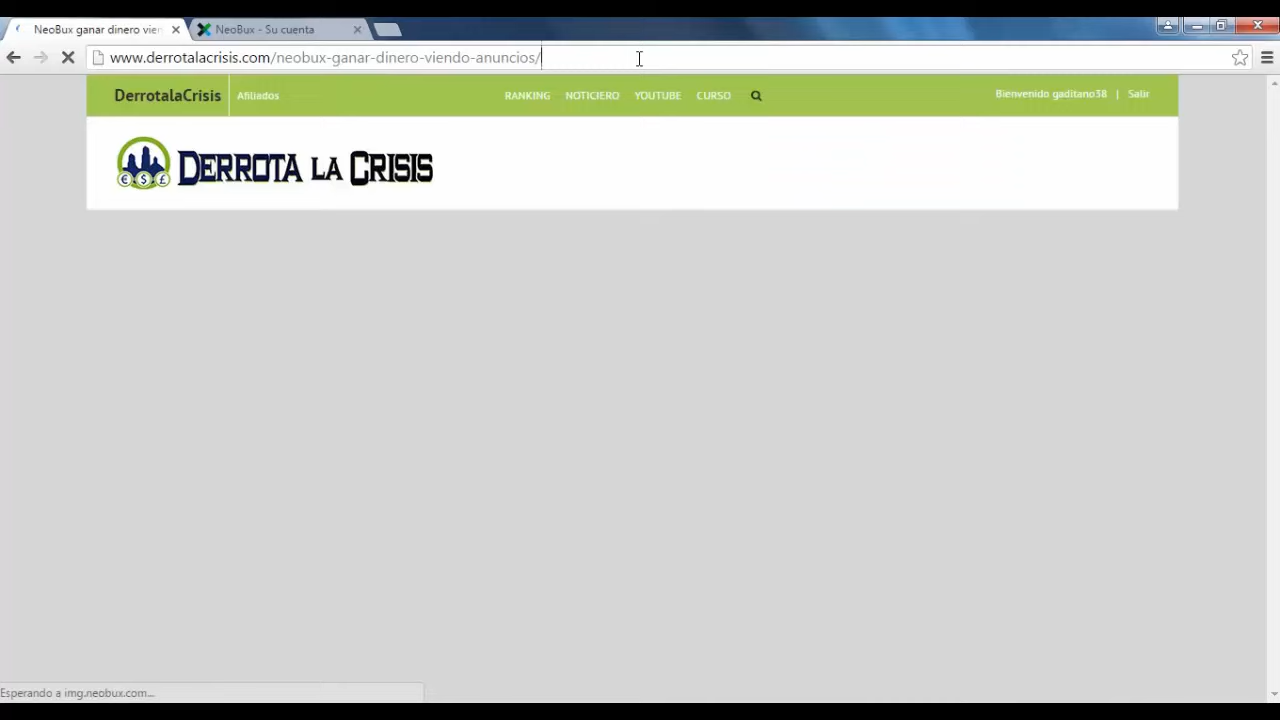 NeoBux ganar dinero vien
NeoBux - Su cuenta
www.derrotalacrisis.com/neobux-ganar-dinero-viendo-anuncios/
DerrotalaCrisis
Afiliados
RANKING
NOTICIERO
YOUTUBE
CURSO
Bienvenido gaditano38 | Salir
€ $ £
DERROTA LA CRISIS
Esperando a img.neobux.com...